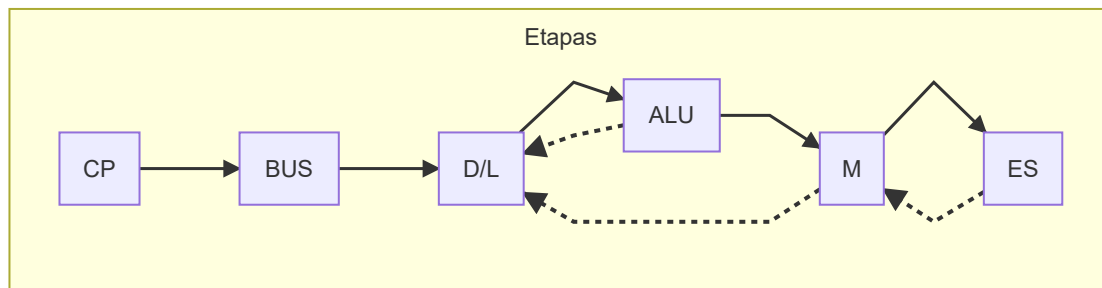 Etapas
CP
BUS
D/L
ALU
M
ES